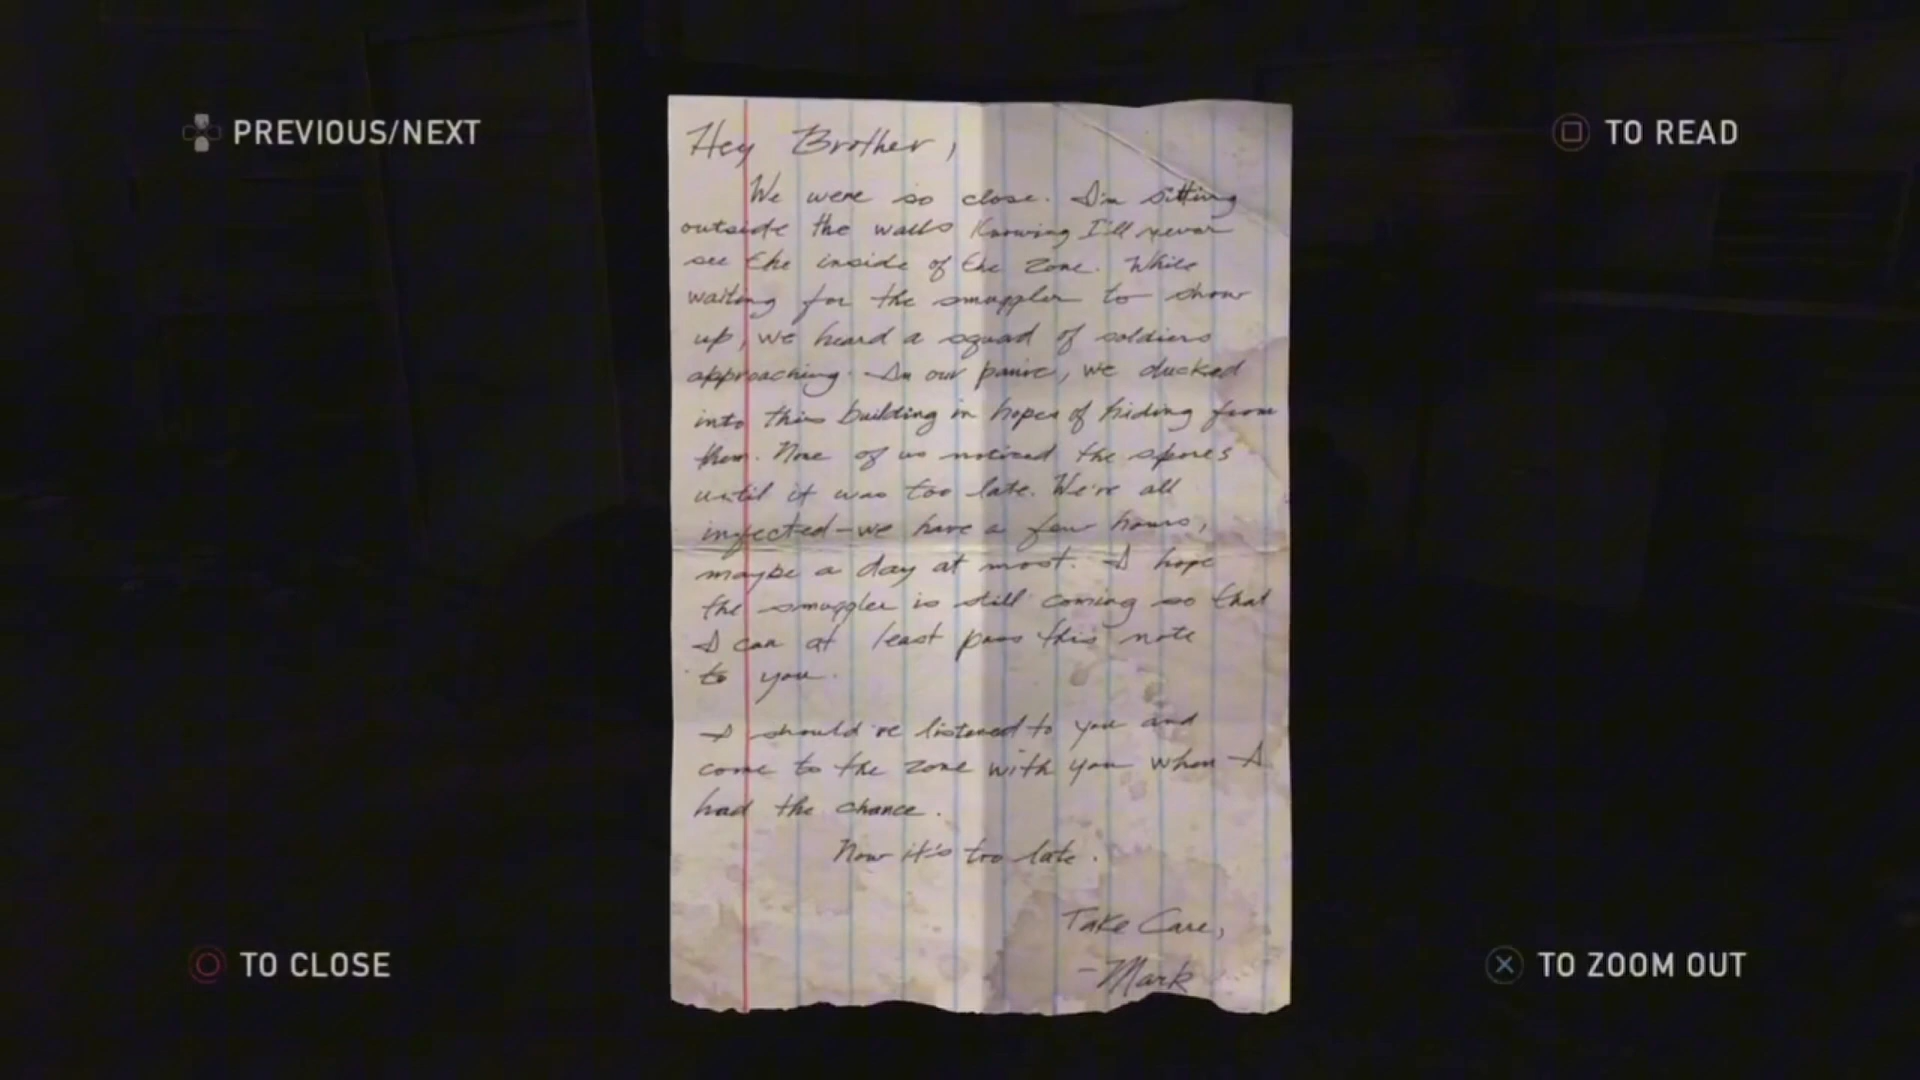 PREVIOUS/NEXT
TO READ
Hey Brother,
We were so close. I'm sitting
outside the walls knowing I'll never
see the inside of the zone. While
waiting for the smuggler to show
up, we heard a squad of soldiers
approaching. In our panic, we ducked
into this building in hopes of hiding from
them. None of us noticed the spores
until it was too late. We're all
infected-we have a few hours,
maybe a day at most. I hope
the smuggler is still coming so that
I can at least pass this note
to you.
I should've listened to you and
come to the zone with you when I
had the chance.
Now it's too late.
Take Care,
-Mark
TO CLOSE
TO ZOOM OUT